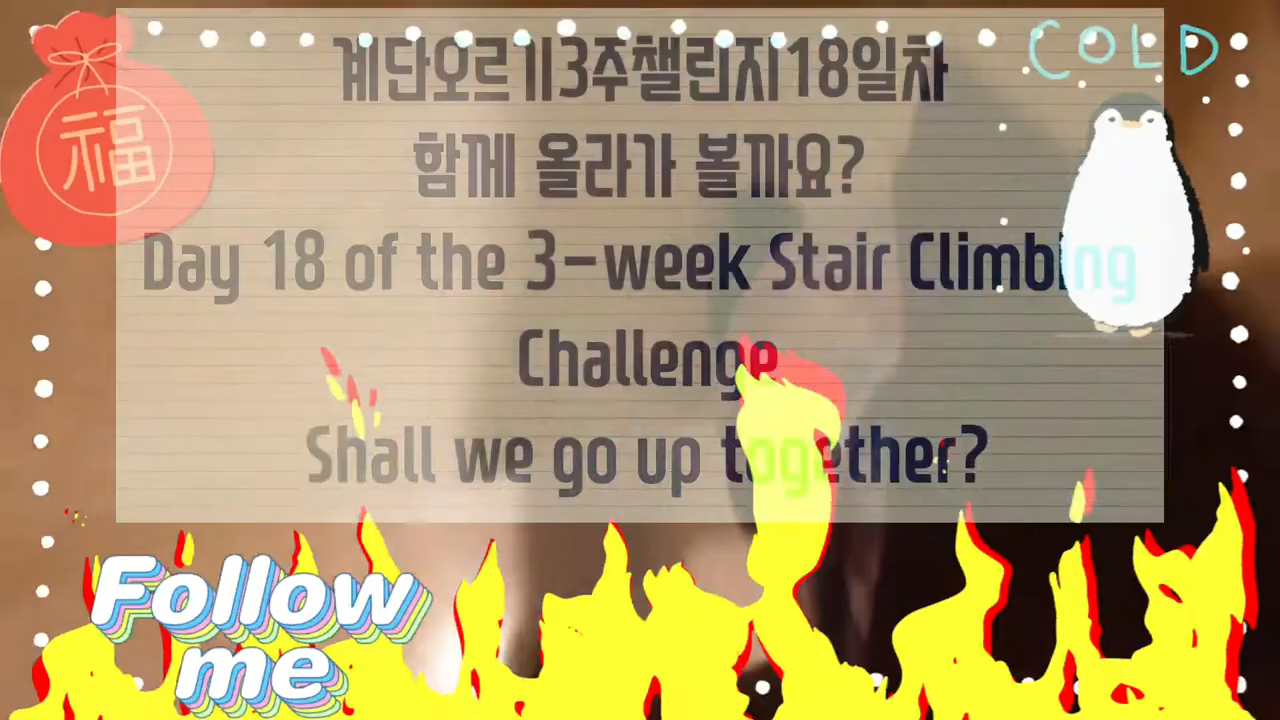 福
COLD
계단오르기3주챌린지18일차
함께 올라가 볼까요?
Day 18 of the 3-week Stair Climbing
Challenge
Shall we go up together?
Follow
me